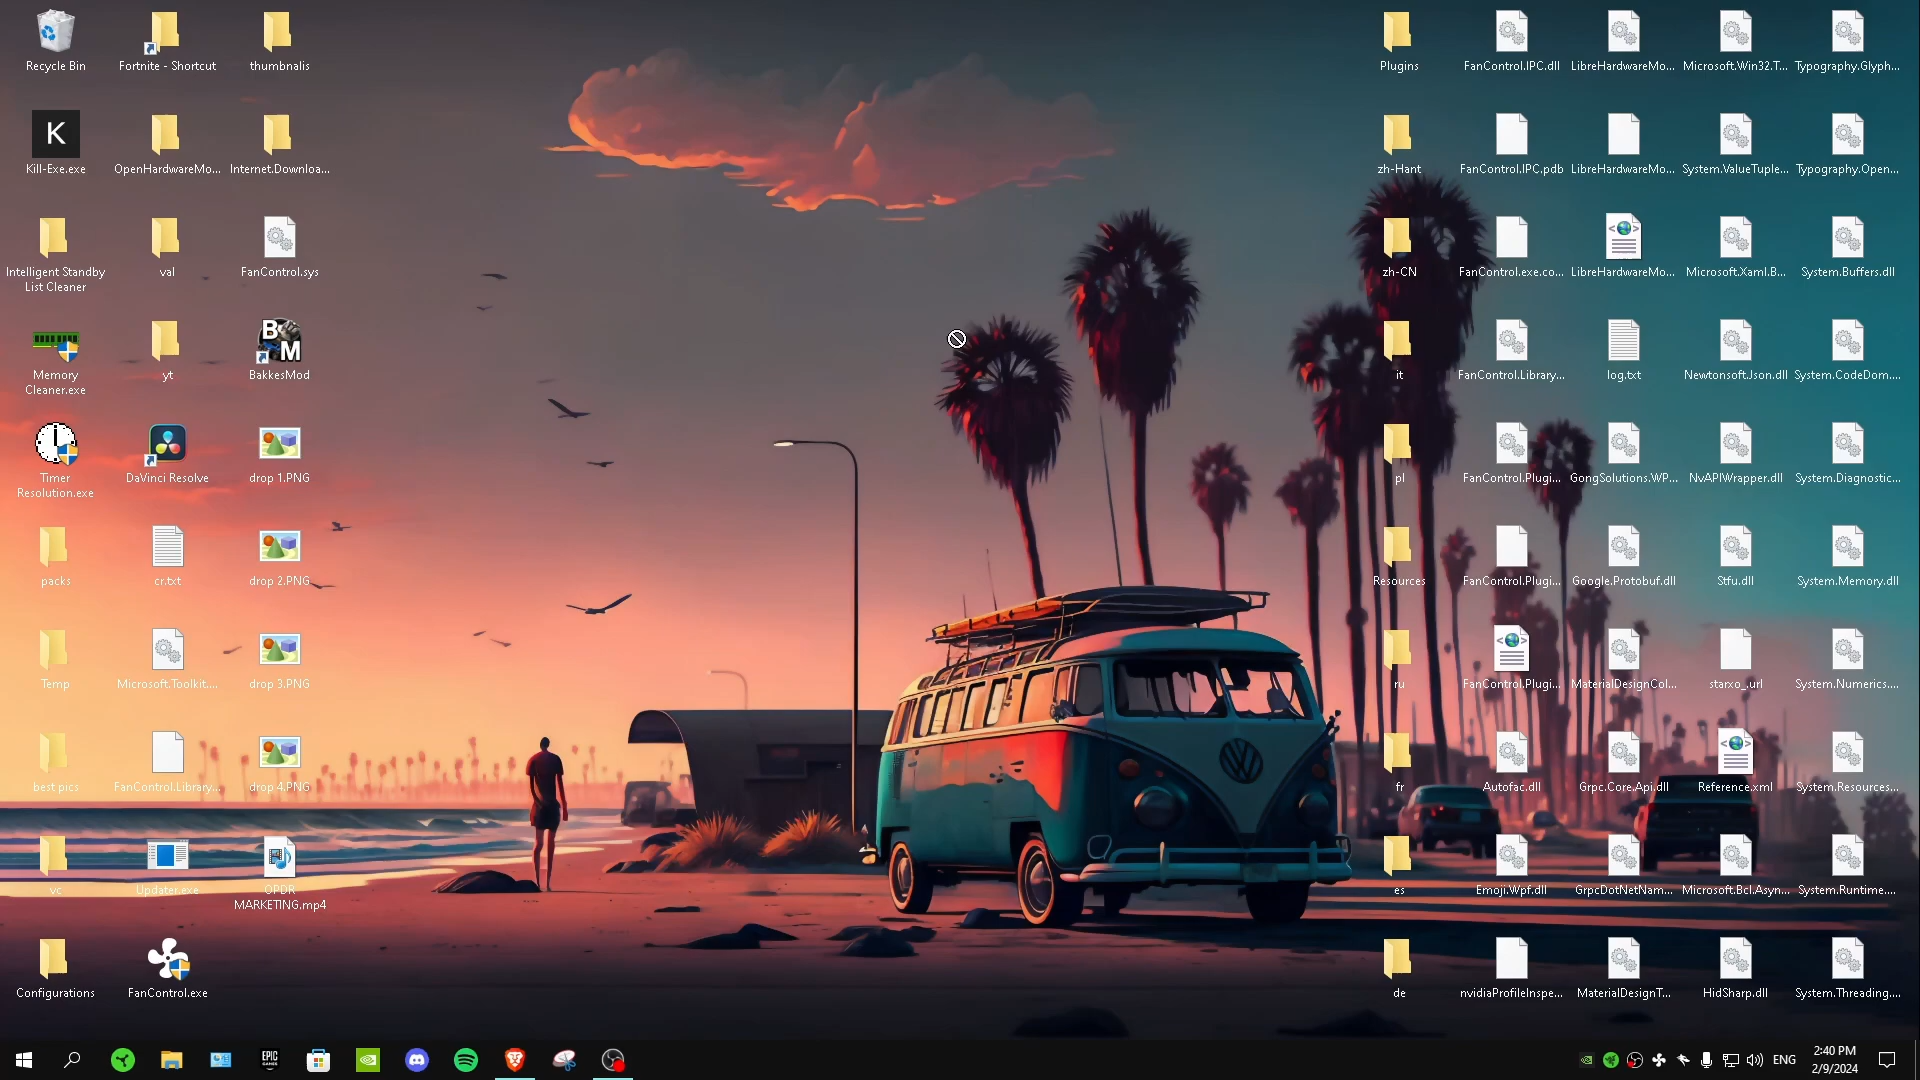 Recycle Bin
Fortnite - Shortcut
thumbnalis
Plugins
FanControl.IPC.dll
LibreHardwareMo...
Microsoft.Win32.T...
Typography.Glyph...
K
Kill-Exe.exe
OpenHardwareMo...
Internet.Downloa...
zh-Hant
FanControl.IPC.pdb
LibreHardwareMo...
System.ValueTuple...
Typography.Open...
Intelligent Standby
List Cleaner
val
FanControl.sys
zh-CN
FanControl.exe.co...
LibreHardwareMo...
Microsoft.Xaml.B...
System.Buffers.dll
Memory
Cleaner.exe
yt
B
M
BakkesMod
it
FanControl.Library...
log.txt
Newtonsoft.Json.dll
System.CodeDom....
Timer
Resolution.exe
DaVinci Resolve
drop 1.PNG
pl
FanControl.Plugi...
GongSolutions.WP...
NvAPIWrapper.dll
System.Diagnostic...
packs
cr.txt
drop 2.PNG
Resources
FanControl.Plugi...
Google.Protobuf.dll
Stfu.dll
System.Memory.dll
Temp
Microsoft.Toolkit....
drop 3.PNG
ru
FanControl.Plugi...
MaterialDesignCol...
starxo_.url
System.Numerics....
best pics
FanControl.Library...
drop 4.PNG
fr
Autofac.dll
Grpc.Core.Api.dll
Reference.xml
System.Resources...
vc
Updater.exe
OPDR
MARKETING.mp4
es
Emoji.Wpf.dll
GrpcDotNetNam...
Microsoft.Bcl.Asyn...
System.Runtime....
Configurations
FanControl.exe
de
nvidiaProfileInspe...
MaterialDesignT...
HidSharp.dll
System.Threading....
EPIC
GAMES
ENG
2:40 PM
2/9/2024